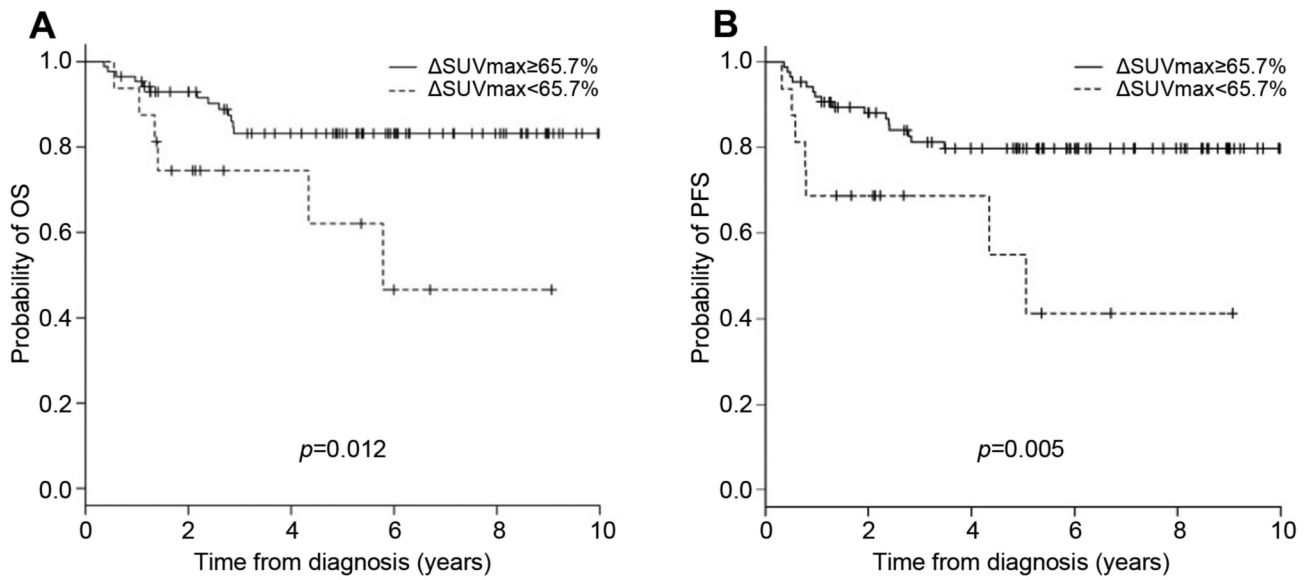 A
1.0
0.8
0.6
0.4
0.2
0.0
Probability of OS
ΔSUVmax≥65.7%
ΔSUVmax<65.7%
p=0.012
0 2 4 6 8 10
Time from diagnosis (years)
B
1.0
0.8
0.6
0.4
0.2
0.0
Probability of PFS
ΔSUVmax≥65.7%
ΔSUVmax<65.7%
p=0.005
0 2 4 6 8 10
Time from diagnosis (years)